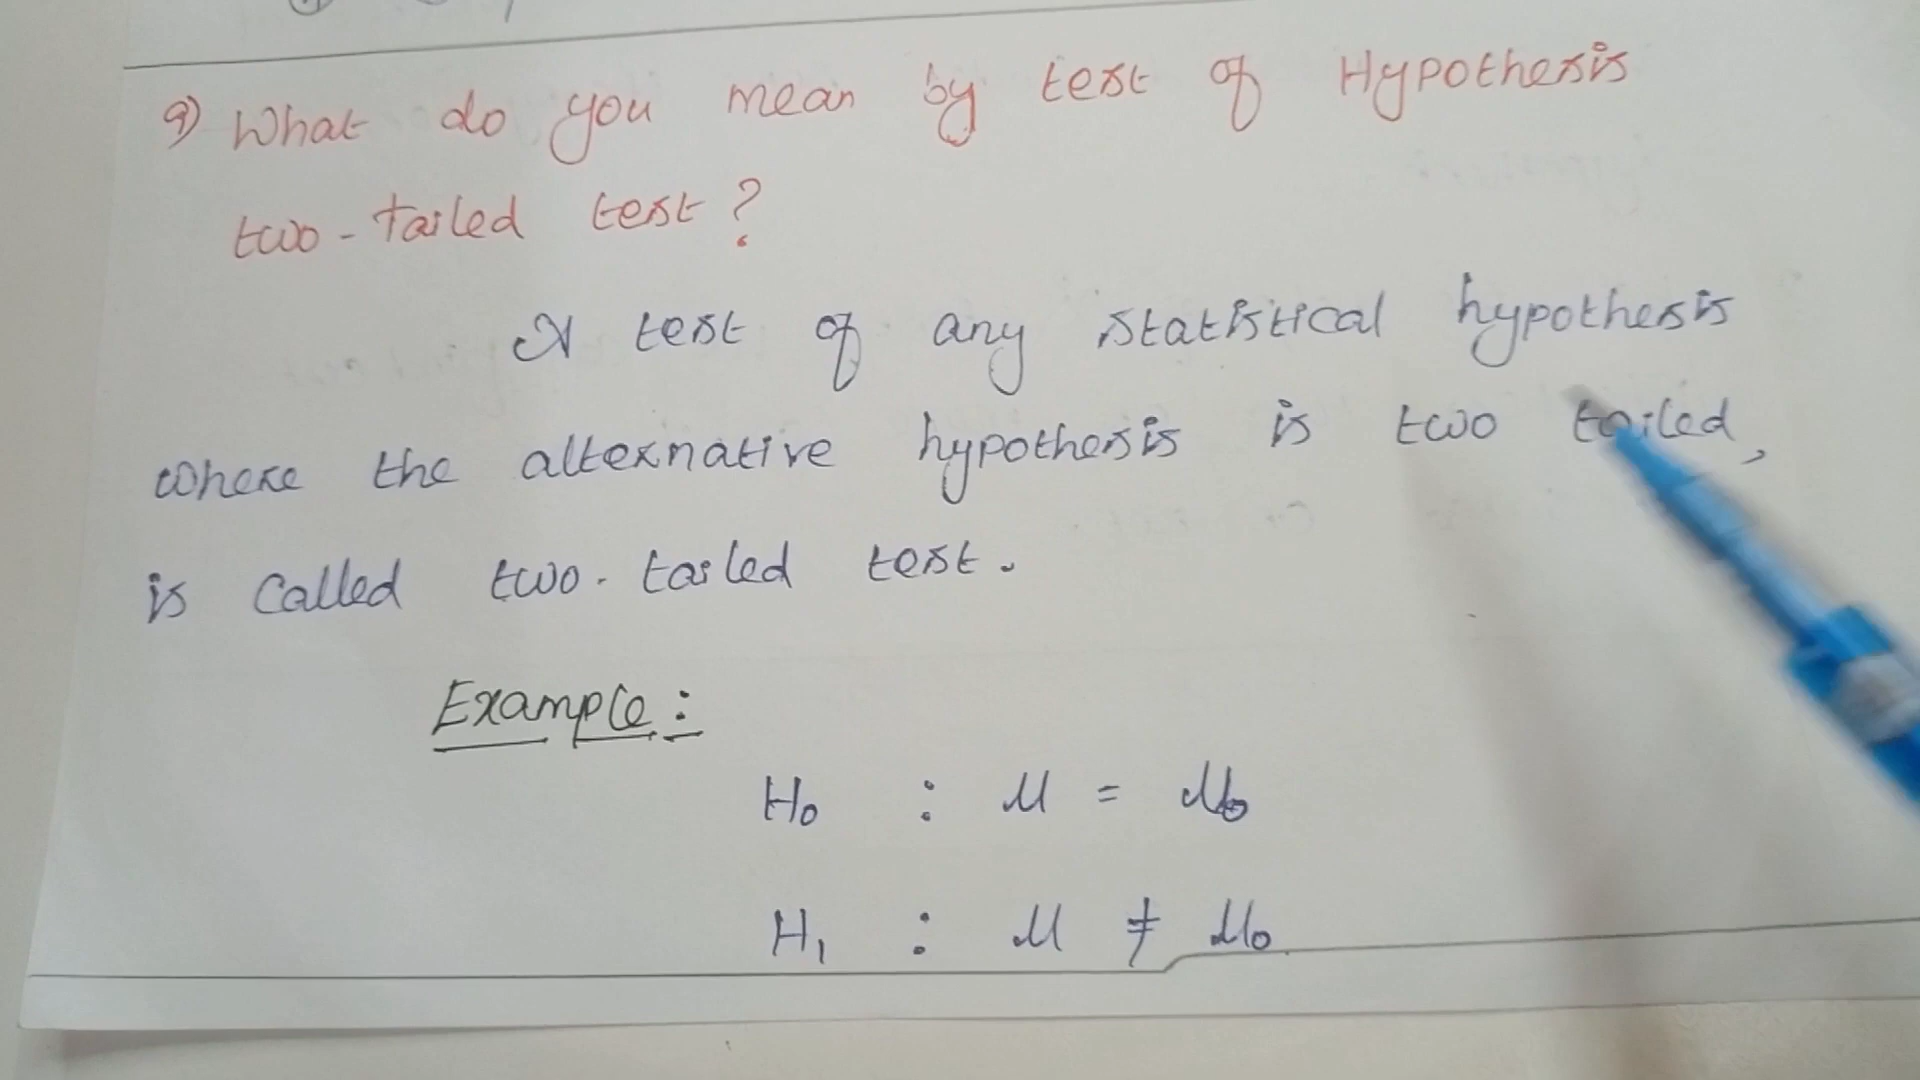 9) What do you mean by test of Hypothesis
two-tailed test?
A test of any statistical hypothesis
where the alternative hypothesis is two tailed,
is called two-tailed test.
Example:
H₀ : μ = μ₀
H₁ : μ ≠ μ₀